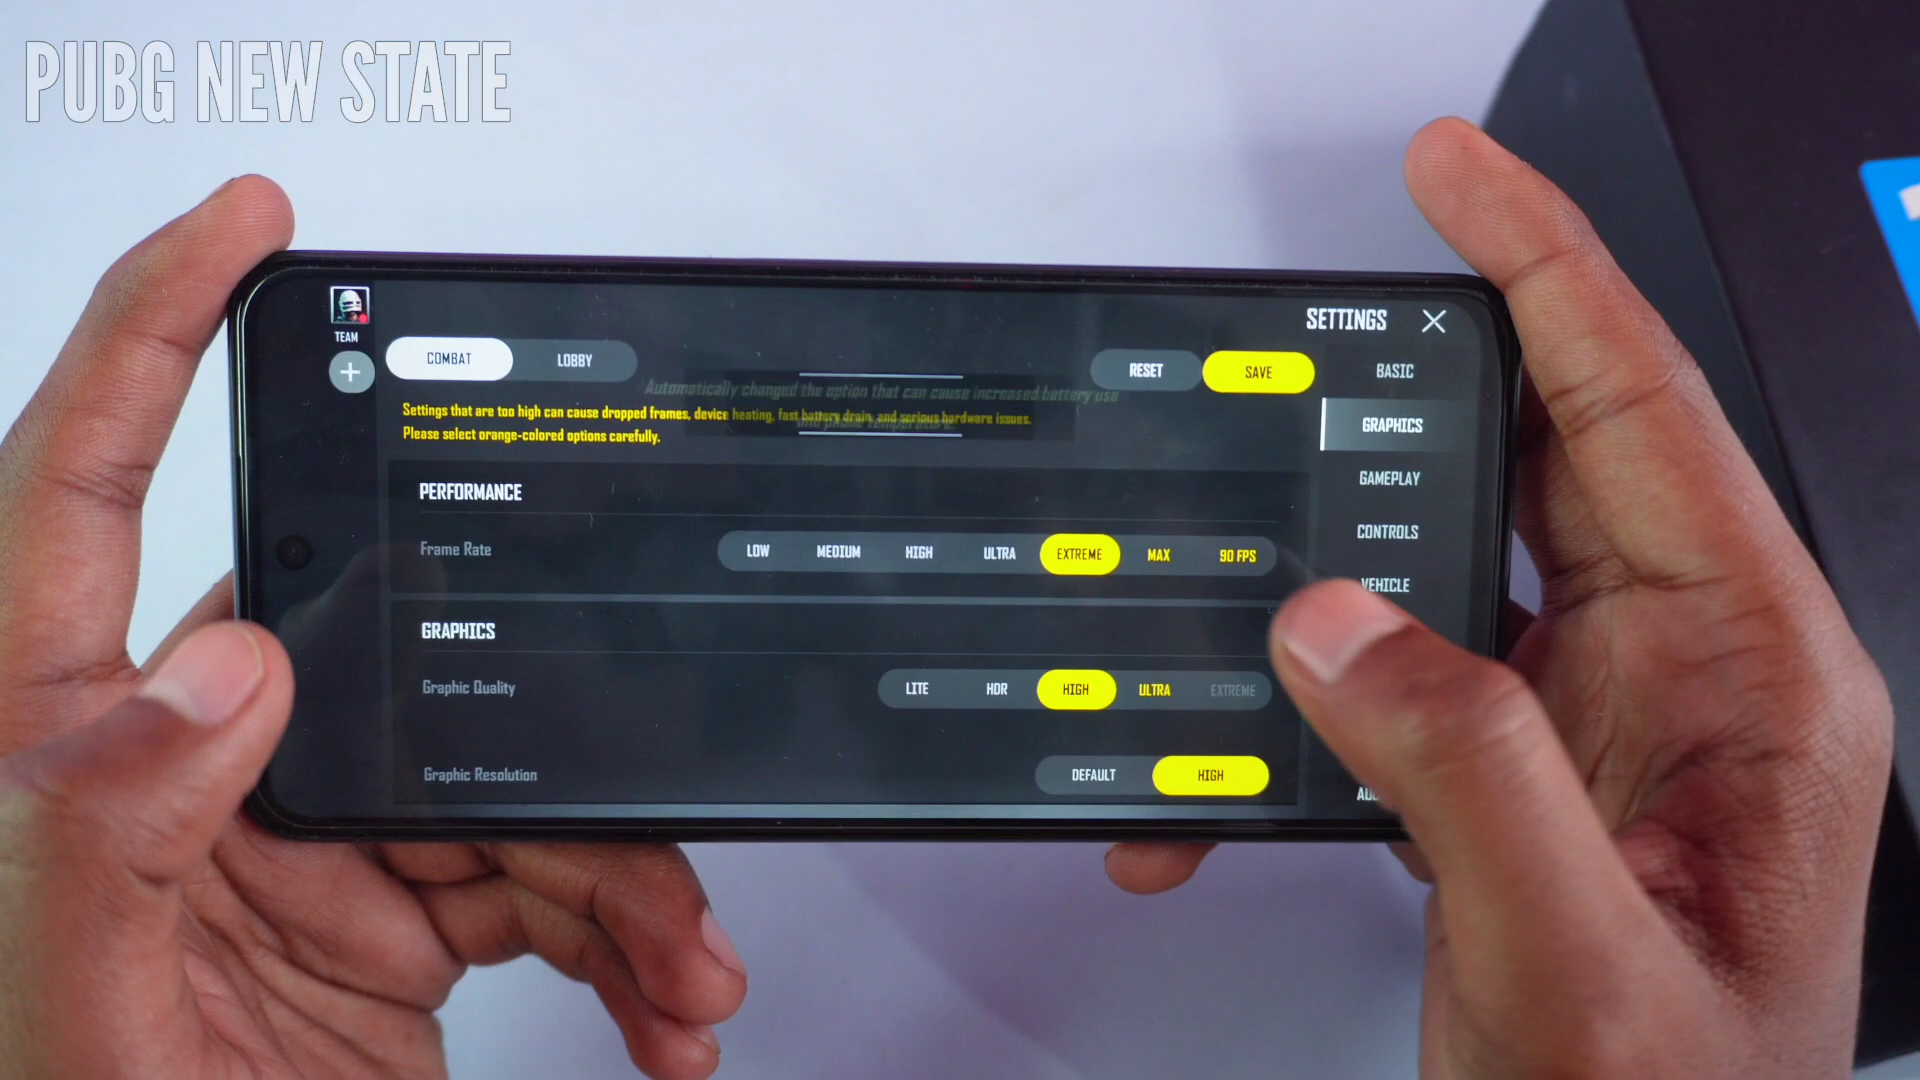 PUBG NEW STATE
TEAM
COMBAT
LOBBY
RESET
SAVE
SETTINGS
Automatically changed the option that can cause increased battery use
Settings that are too high can cause dropped frames, device heating, fast battery drain, and serious hardware issues.
Please select orange-colored options carefully.
PERFORMANCE
Frame Rate
LOW
MEDIUM
HIGH
ULTRA
EXTREME
MAX
90 FPS
GRAPHICS
Graphic Quality
LITE
HDR
HIGH
ULTRA
EXTREME
Graphic Resolution
DEFAULT
HIGH
BASIC
GRAPHICS
GAMEPLAY
CONTROLS
VEHICLE